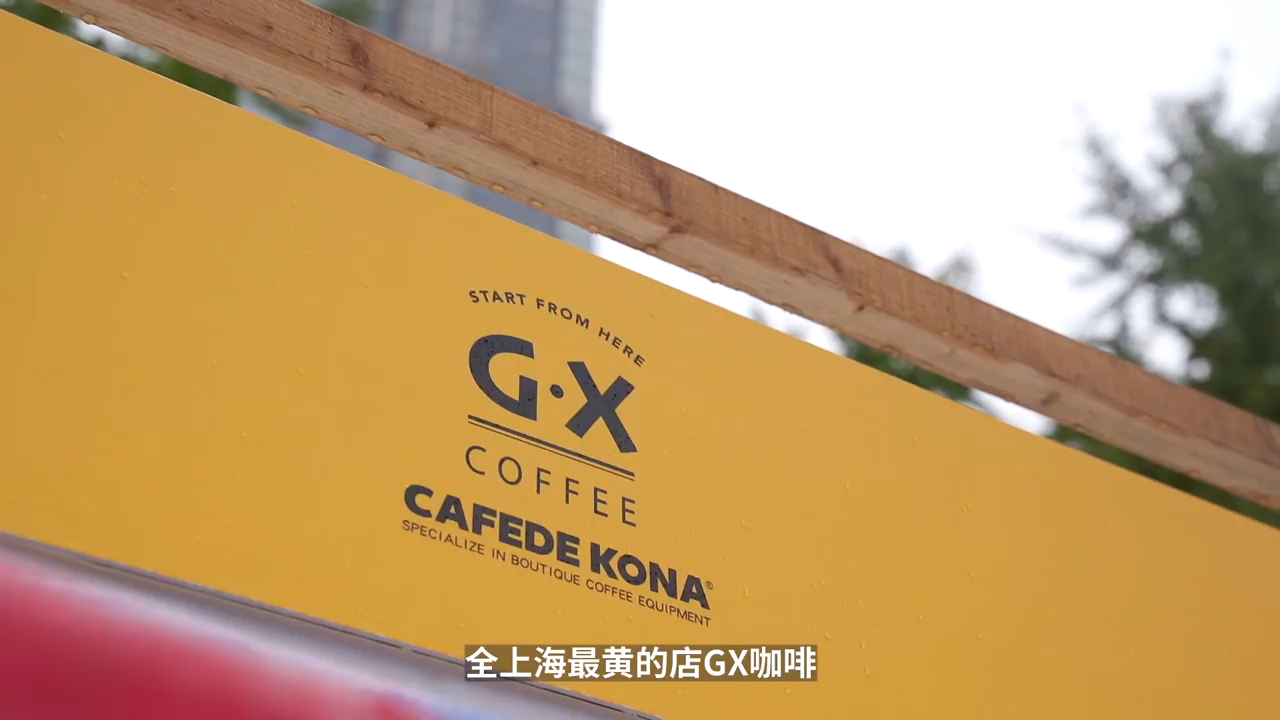 START FROM HERE
G·X
COFFEE
CAFEDE KONA®
SPECIALIZE IN BOUTIQUE COFFEE EQUIPMENT
全上海最黄的店GX咖啡